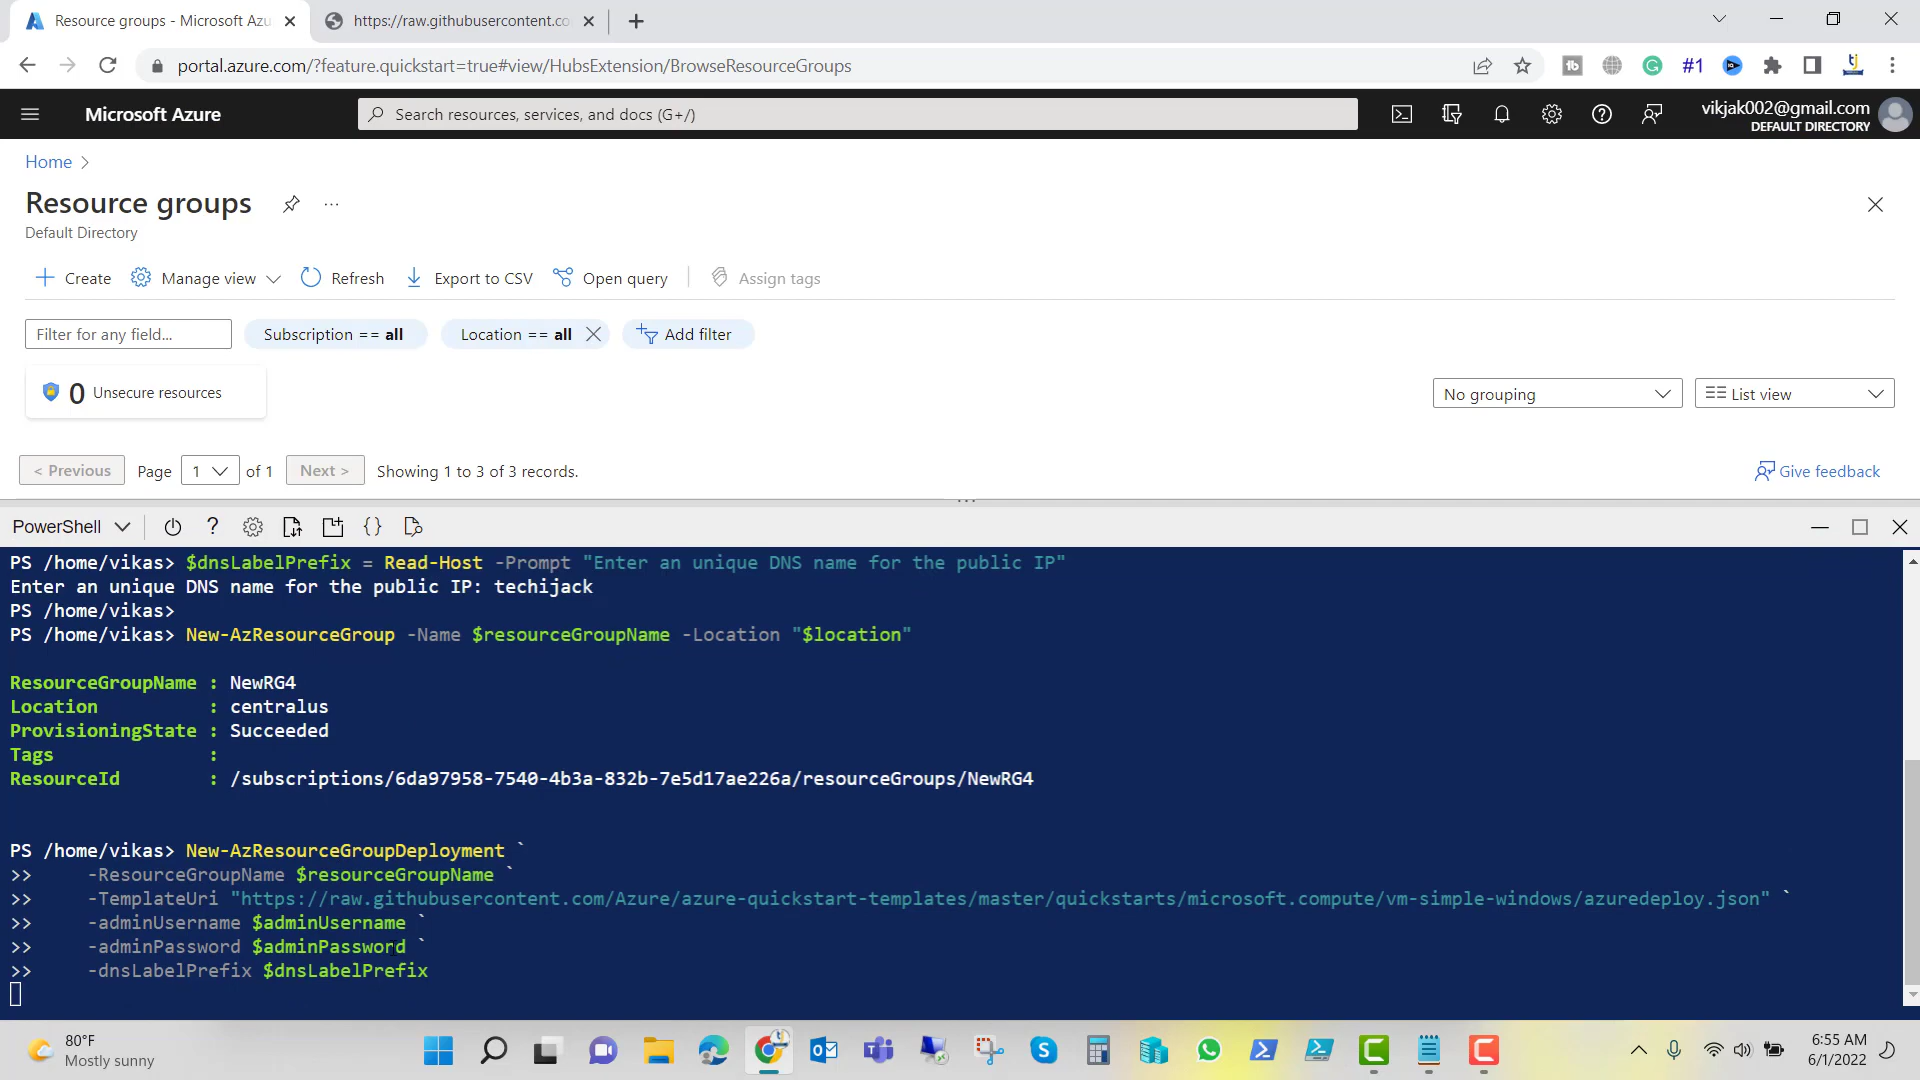 Resource groups - Microsoft Azu
https://raw.githubusercontent.co
portal.azure.com/?feature.quickstart=true#view/HubsExtension/BrowseResourceGroups
#1
Microsoft Azure
Search resources, services, and docs (G+/)
vikjak002@gmail.com
DEFAULT DIRECTORY
Home >
Resource groups
...
Default Directory
Create
Manage view
Refresh
Export to CSV
Open query
Assign tags
Filter for any field...
Subscription == all
Location == all
Add filter
0 Unsecure resources
No grouping
List view
< Previous
Page 1 of 1
Next >
Showing 1 to 3 of 3 records.
Give feedback
PowerShell
PS /home/vikas> $dnsLabelPrefix = Read-Host -Prompt "Enter an unique DNS name for the public IP"
Enter an unique DNS name for the public IP: techijack
PS /home/vikas>
PS /home/vikas> New-AzResourceGroup -Name $resourceGroupName -Location "$location"
ResourceGroupName : NewRG4
Location : centralus
ProvisioningState : Succeeded
Tags :
ResourceId : /subscriptions/6da97958-7540-4b3a-832b-7e5d17ae226a/resourceGroups/NewRG4
PS /home/vikas> New-AzResourceGroupDeployment `
>> -ResourceGroupName $resourceGroupName `
>> -TemplateUri "https://raw.githubusercontent.com/Azure/azure-quickstart-templates/master/quickstarts/microsoft.compute/vm-simple-windows/azuredeploy.json" `
>> -adminUsername $adminUsername `
>> -adminPassword $adminPassword `
>> -dnsLabelPrefix $dnsLabelPrefix
80°F
Mostly sunny
6:55 AM
6/1/2022